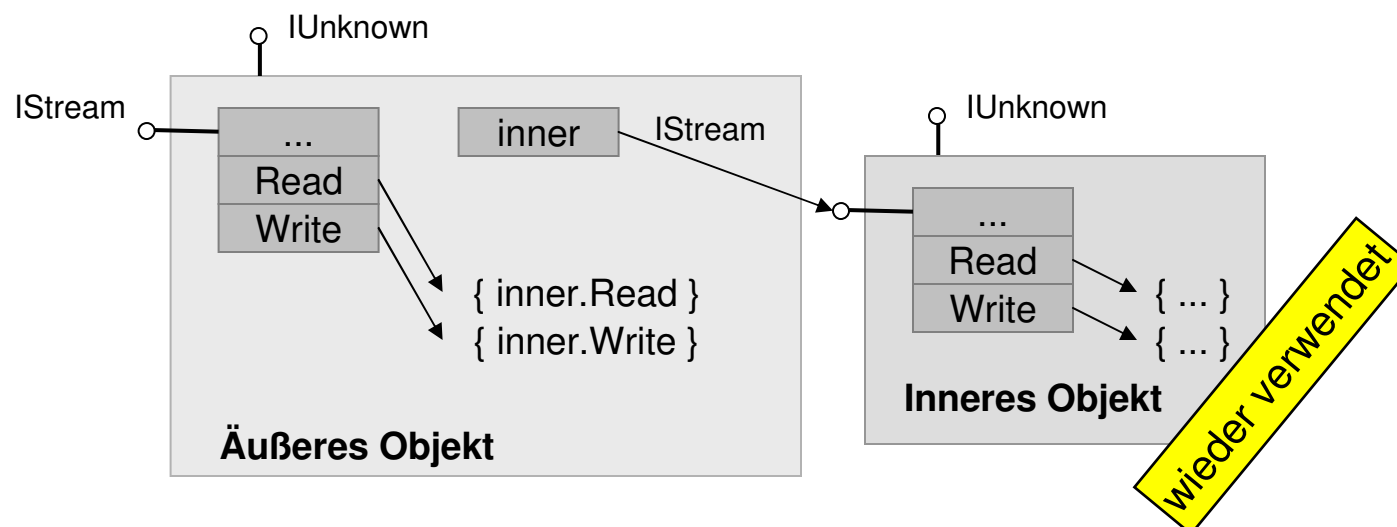 IUnknown
IStream
...
Read
Write
inner
IStream
{ inner.Read }
{ inner.Write }
Äußeres Objekt
IUnknown
...
Read
Write
{ ... }
{ ... }
Inneres Objekt
wieder verwendet